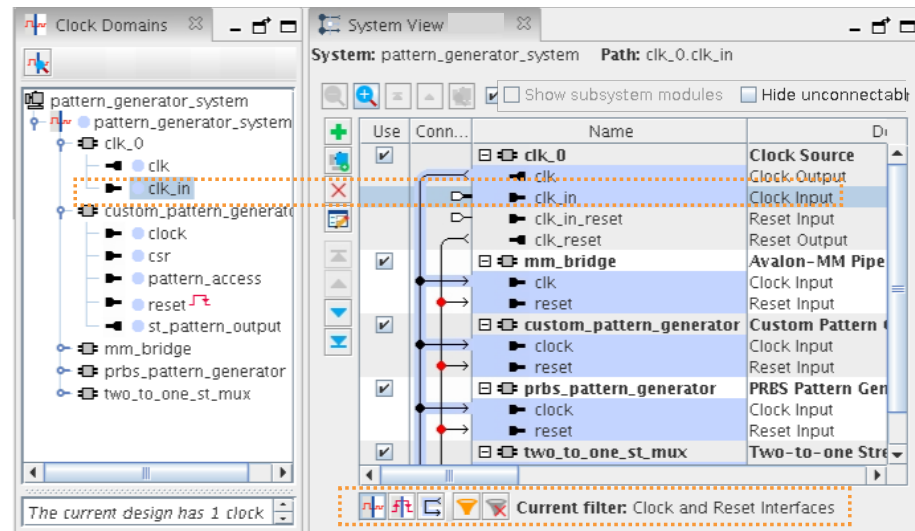 Clock Domains
pattern_generator_system
pattern_generator_system
clk_0
clk
clk_in
custom_pattern_generato
clock
csr
pattern_access
reset
st_pattern_output
mm_bridge
prbs_pattern_generator
two_to_one_st_mux
The current design has 1 clock
System View
System: pattern_generator_system Path: clk_0.clk_in
Show subsystem modules Hide unconnectabl
Use Conn... Name D
clk_0 Clock Source
clk Clock Output
clk_in Clock Input
clk_in_reset Reset Input
clk_reset Reset Output
mm_bridge Avalon-MM Pipe
clk Clock Input
reset Reset Input
custom_pattern_generator Custom Pattern
clock Clock Input
reset Reset Input
prbs_pattern_generator PRBS Pattern Gen
clock Clock Input
reset Reset Input
two_to_one_st_mux Two-to-one Stre
Current filter: Clock and Reset Interfaces